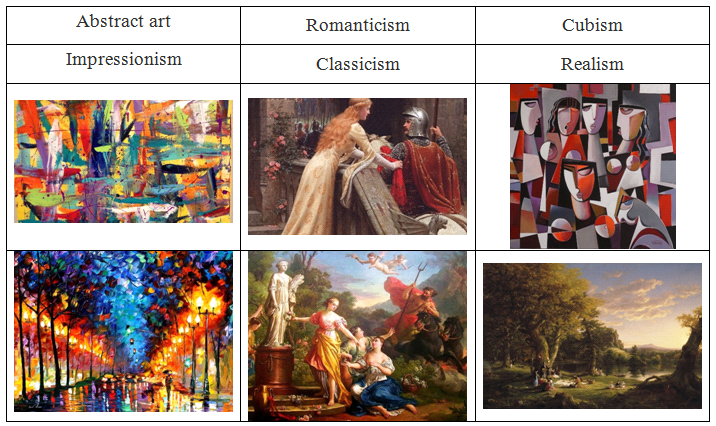 Abstract art
Romanticism
Cubism
Impressionism
Classicism
Realism